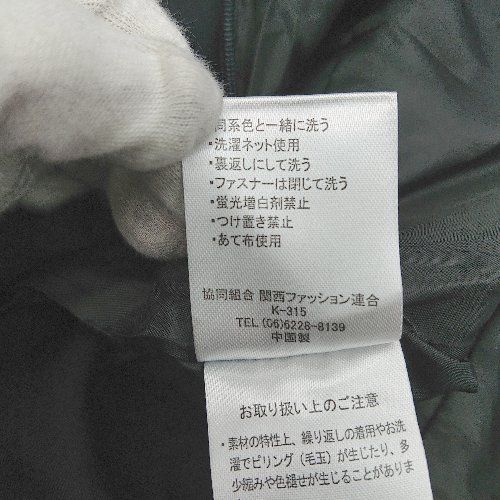 同系色と一緒に洗う
・洗濯ネット使用
・裏返しにして洗う
・ファスナーは閉じて洗う
・蛍光増白剤禁止
・つけ置き禁止
・あて布使用
協同組合 関西ファッション連合
K-315
TEL (06)6228-8139
中国製
お取り扱い上のご注意
・素材の特性上、繰り返しの着用やお洗
濯でピリング（毛玉）が生じたり、多
少縮みや色褪せが生じることがありま